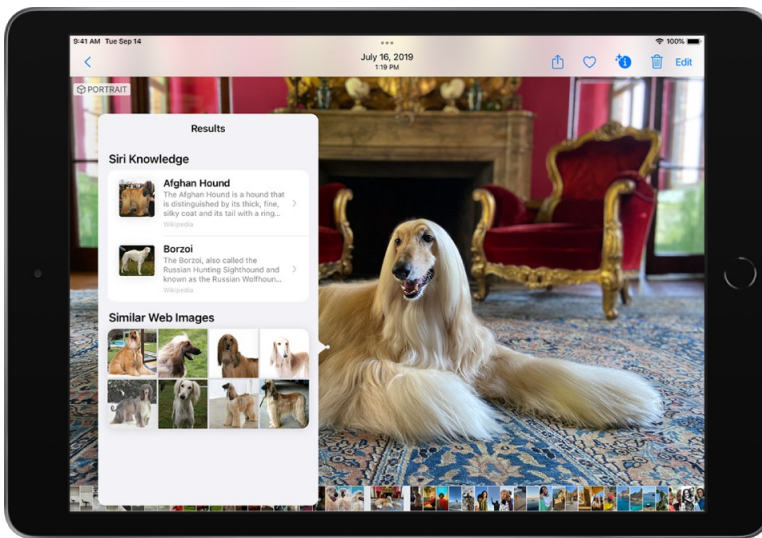 9:41 AM Tue Sep 14
100%
July 16, 2019
1:19 PM
Edit
PORTRAIT
Results
Siri Knowledge
Afghan Hound
The Afghan Hound is a hound that
is distinguished by its thick, fine,
silky coat and its tail with a ring...
Wikipedia
Borzoi
The Borzoi, also called the
Russian Hunting Sighthound and
known as the Russian Wolfhoun...
Wikipedia
Similar Web Images